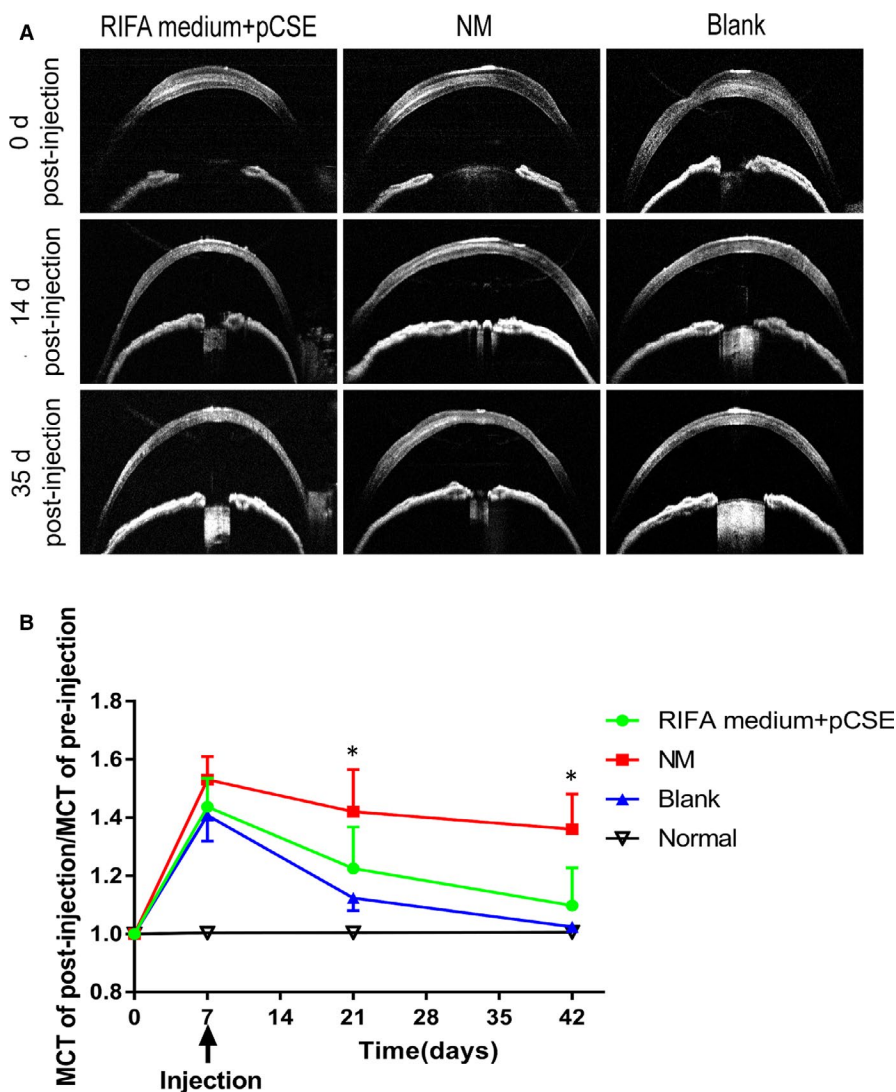 A
RIFA medium+pCSE
NM
Blank
0 d
post-injection
14 d
post-injection
35 d
post-injection
B
MCT of post-injection/MCT of pre-injection
1.8
1.6
1.4
1.2
1.0
0.8
*
*
RIFA medium+pCSE
NM
Blank
Normal
0 7 14 21 28 35 42
Time(days)
Injection